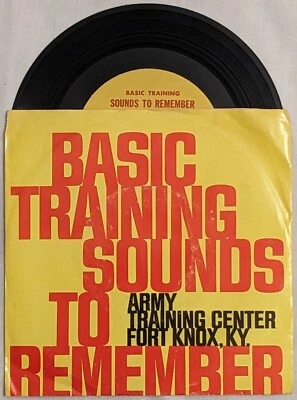 BASIC TRAINING
SOUNDS TO REMEMBER
BASIC
TRAINING
SOUNDS
TO
ARMY
TRAINING CENTER
FORT KNOX, KY.
REMEMBER